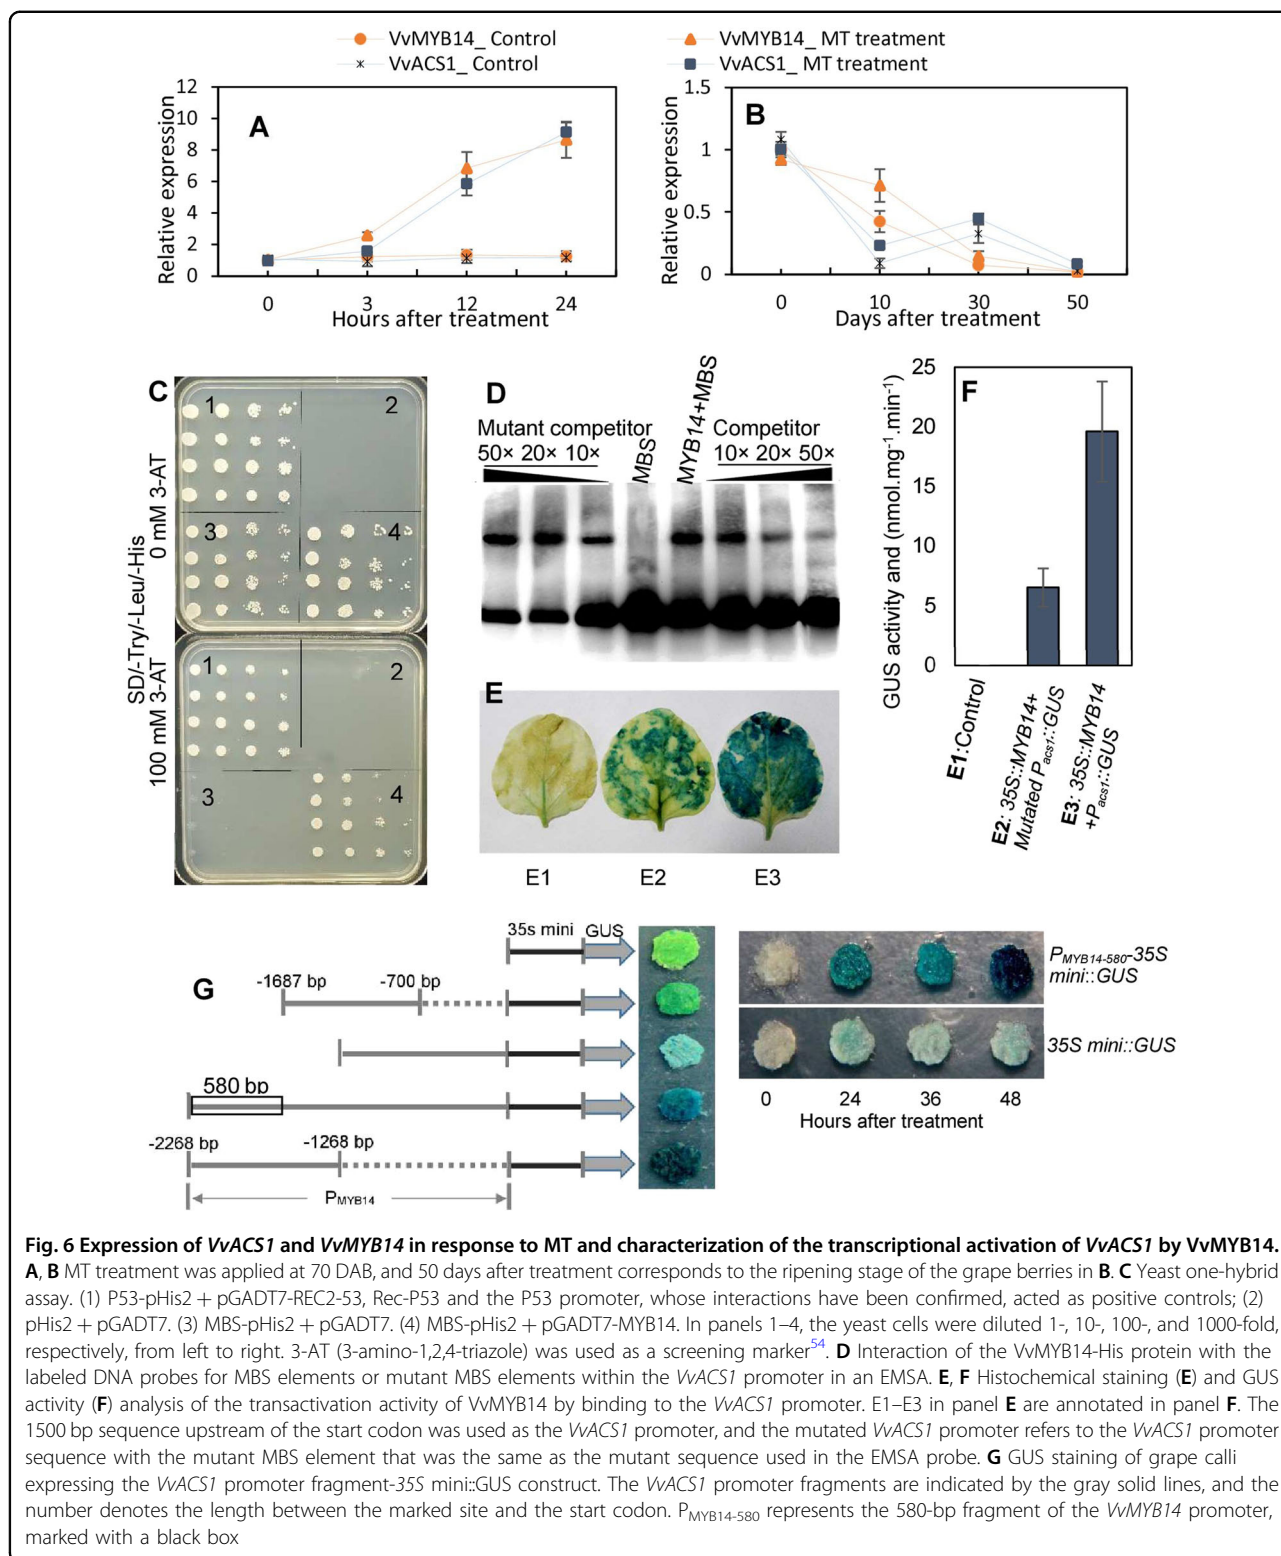 VvMYB14_ Control
VvMYB14_ MT treatment
VvACS1_ Control
VvACS1_ MT treatment
A
Relative expression
12
10
8
6
4
2
0
0 3 12 24
Hours after treatment
B
Relative expression
1.5
1
0.5
0
0 10 30 50
Days after treatment
C
SD/-Try/-Leu/-His
0 mM 3-AT
100 mM 3-AT
1 2
3 4
1 2
3 4
D
Mutant competitor
50× 20× 10×
MBS
MYB14+MBS
Competitor
10× 20× 50×
E
E1 E2 E3
F
GUS activity and (nmol.mg-1.min-1)
25
20
15
10
5
0
E1:Control
E2: 35S::MYB14+
Mutated Pacs1::GUS
E3: 35S::MYB14
+Pacs1::GUS
G
35s mini GUS
-1687 bp -700 bp
580 bp
-2268 bp -1268 bp
PMYB14
PMYB14-580-35S
mini::GUS
35S mini::GUS
0 24 36 48
Hours after treatment
Fig. 6 Expression of VvACS1 and VvMYB14 in response to MT and characterization of the transcriptional activation of VvACS1 by VvMYB14.
A, B MT treatment was applied at 70 DAB, and 50 days after treatment corresponds to the ripening stage of the grape berries in B. C Yeast one-hybrid
assay. (1) P53-pHis2 + pGADT7-REC2-53, Rec-P53 and the P53 promoter, whose interactions have been confirmed, acted as positive controls; (2)
pHis2 + pGADT7. (3) MBS-pHis2 + pGADT7. (4) MBS-pHis2 + pGADT7-MYB14. In panels 1–4, the yeast cells were diluted 1-, 10-, 100-, and 1000-fold,
respectively, from left to right. 3-AT (3-amino-1,2,4-triazole) was used as a screening marker54. D Interaction of the VvMYB14-His protein with the
labeled DNA probes for MBS elements or mutant MBS elements within the VvACS1 promoter in an EMSA. E, F Histochemical staining (E) and GUS
activity (F) analysis of the transactivation activity of VvMYB14 by binding to the VvACS1 promoter. E1–E3 in panel E are annotated in panel F. The
1500 bp sequence upstream of the start codon was used as the VvACS1 promoter, and the mutated VvACS1 promoter refers to the VvACS1 promoter
sequence with the mutant MBS element that was the same as the mutant sequence used in the EMSA probe. G GUS staining of grape calli
expressing the VvACS1 promoter fragment-35S mini::GUS construct. The VvACS1 promoter fragments are indicated by the gray solid lines, and the
number denotes the length between the marked site and the start codon. PMYB14-580 represents the 580-bp fragment of the VvMYB14 promoter,
marked with a black box